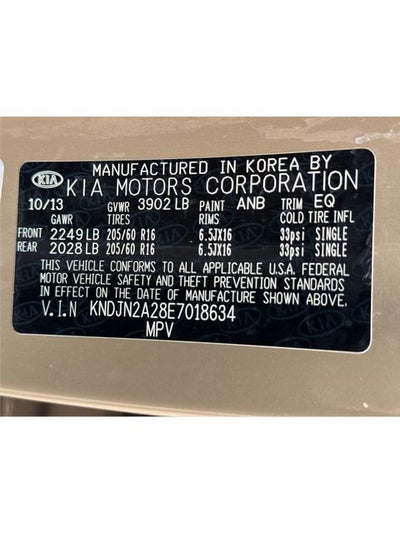 MANUFACTURED IN KOREA BY
KIA KIA MOTORS CORPORATION
10/13 GVWR 3902 LB PAINT ANB TRIM EQ
GAWR TIRES RIMS COLD TIRE INFL
FRONT 2249 LB 205/60 R16 6.5JX16 33psi SINGLE
REAR 2028 LB 205/60 R16 6.5JX16 33psi SINGLE
THIS VEHICLE CONFORMS TO ALL APPLICABLE U.S.A. FEDERAL
MOTOR VEHICLE SAFETY AND THEFT PREVENTION STANDARDS
IN EFFECT ON THE DATE OF MANUFACTURE SHOWN ABOVE.
V.I.N KNDJN2A28E7018634
MPV